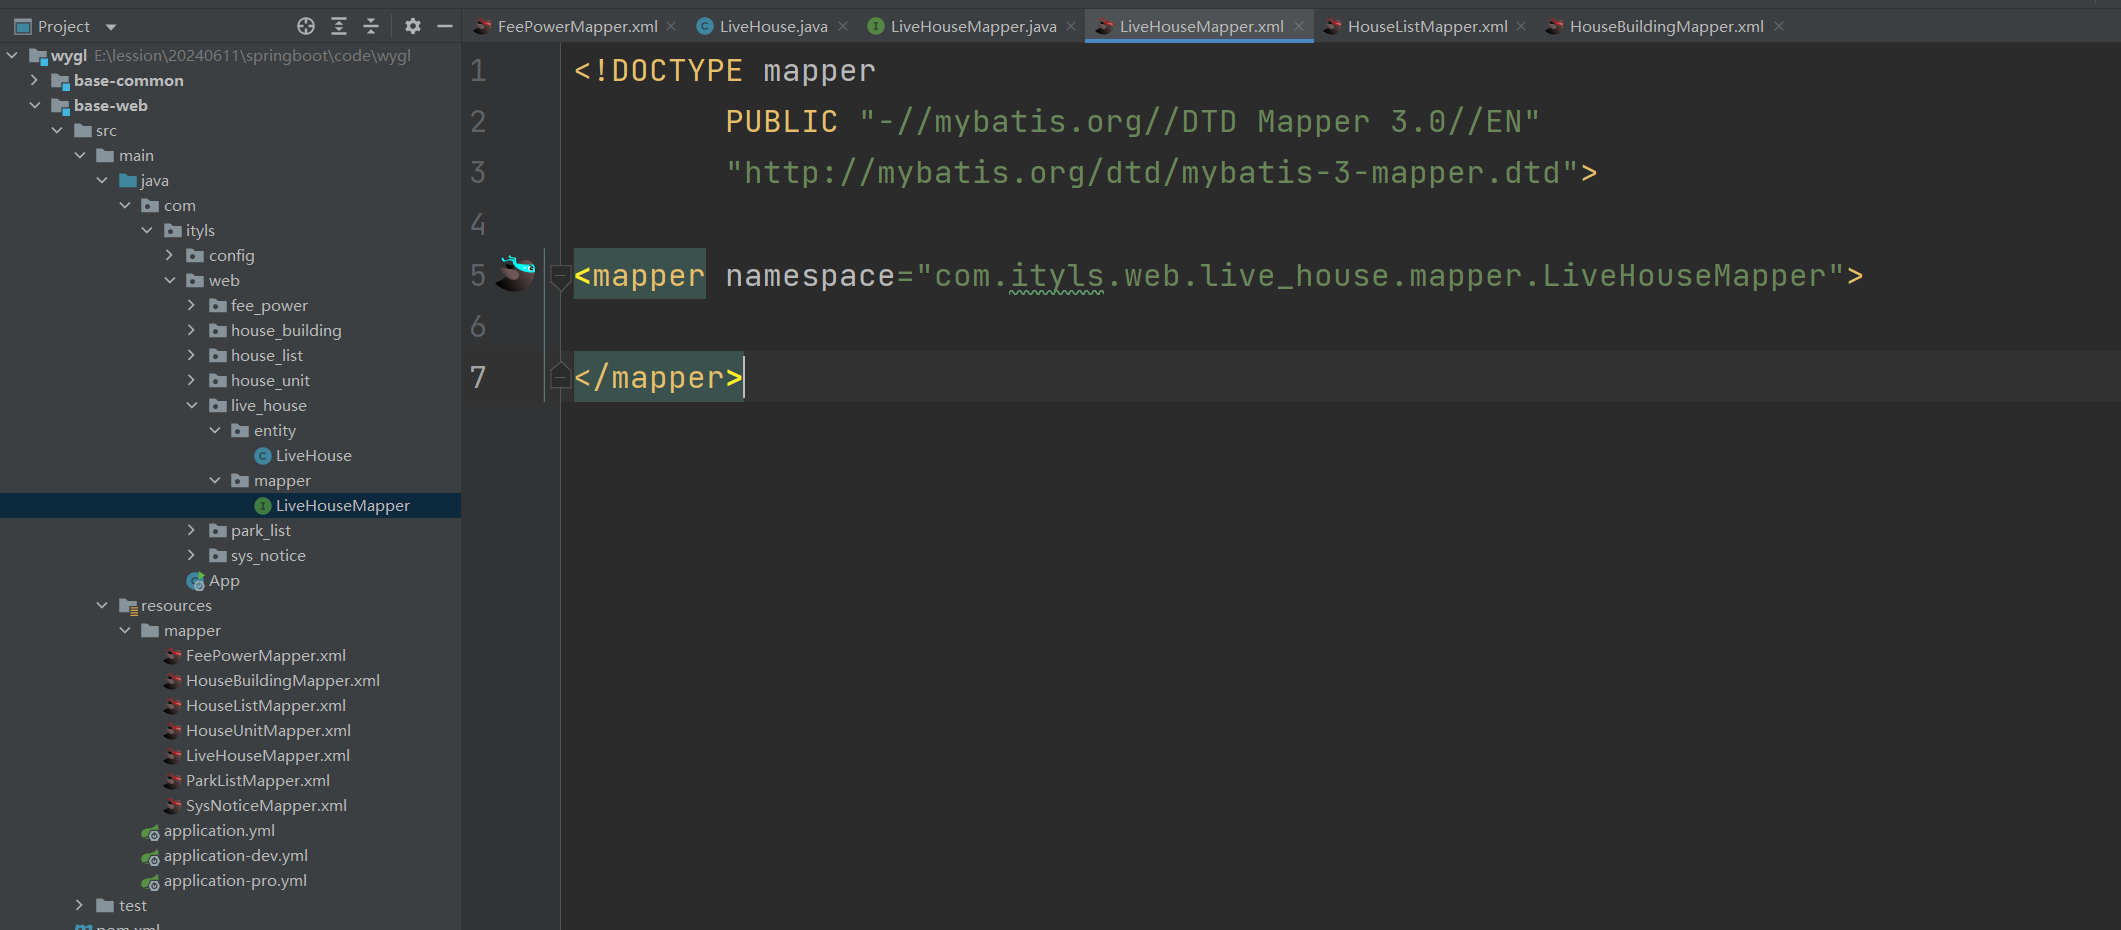 Project
FeePowerMapper.xml
LiveHouse.java
LiveHouseMapper.java
LiveHouseMapper.xml
HouseListMapper.xml
HouseBuildingMapper.xml
wygl E:\lession\20240611\springboot\code\wygl
base-common
base-web
src
main
java
com
ityls
config
web
fee_power
house_building
house_list
house_unit
live_house
entity
LiveHouse
mapper
LiveHouseMapper
park_list
sys_notice
App
resources
mapper
FeePowerMapper.xml
HouseBuildingMapper.xml
HouseListMapper.xml
HouseUnitMapper.xml
LiveHouseMapper.xml
ParkListMapper.xml
SysNoticeMapper.xml
application.yml
application-dev.yml
application-pro.yml
test
pom.xml
1 <!DOCTYPE mapper
2 PUBLIC "-//mybatis.org//DTD Mapper 3.0//EN"
3 "http://mybatis.org/dtd/mybatis-3-mapper.dtd">
4
5 <mapper namespace="com.ityls.web.live_house.mapper.LiveHouseMapper">
6
7 </mapper>